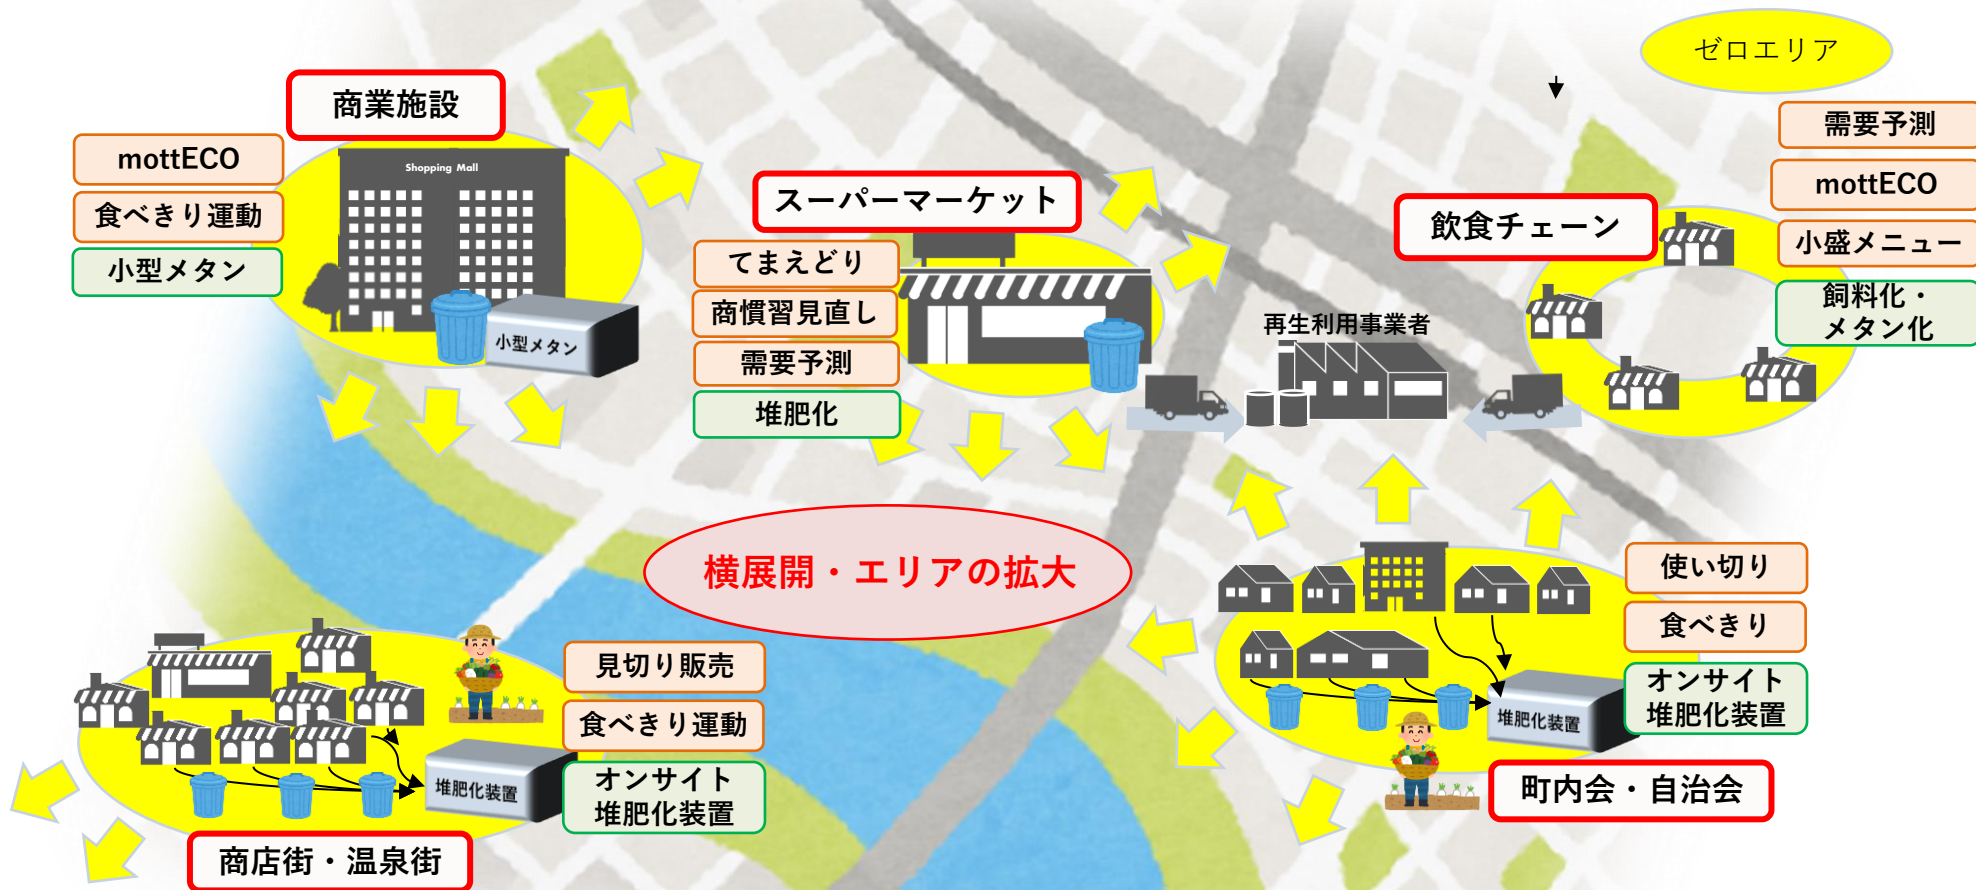 ゼロエリア
商業施設
mottECO
食べきり運動
小型メタン
Shopping Mall
小型メタン
スーパーマーケット
てまえどり
商慣習見直し
需要予測
堆肥化
再生利用事業者
飲食チェーン
需要予測
mottECO
小盛メニュー
飼料化・
メタン化
横展開・エリアの拡大
見切り販売
食べきり運動
オンサイト
堆肥化装置
堆肥化装置
商店街・温泉街
使い切り
食べきり
オンサイト
堆肥化装置
堆肥化装置
町内会・自治会